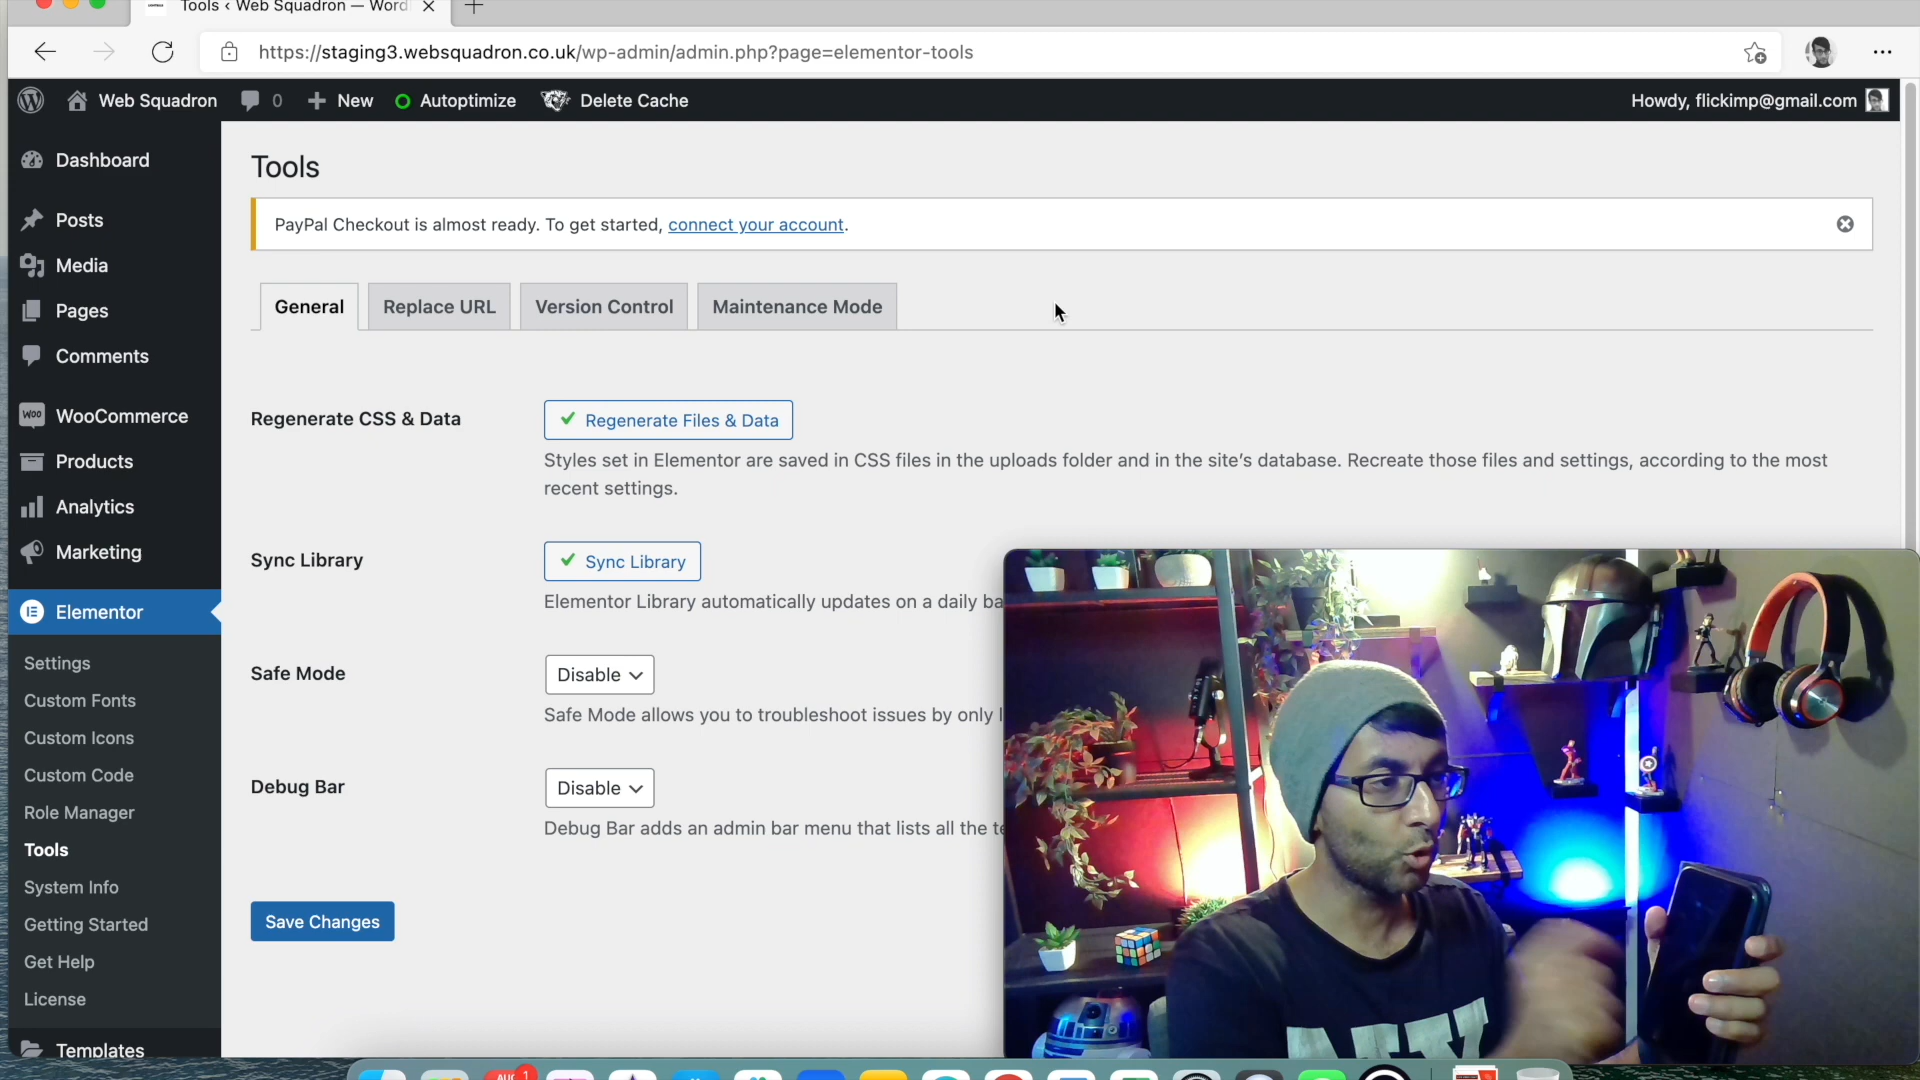 Tools ‹ Web Squadron — Word
https://staging3.websquadron.co.uk/wp-admin/admin.php?page=elementor-tools
Web Squadron 0 New Autoptimize Delete Cache Howdy, flickimp@gmail.com
Dashboard
Posts
Media
Pages
Comments
WOO WooCommerce
Products
Analytics
Marketing
Elementor
Settings
Custom Fonts
Custom Icons
Custom Code
Role Manager
Tools
System Info
Getting Started
Get Help
License
Templates
Tools
PayPal Checkout is almost ready. To get started, connect your account.
General Replace URL Version Control Maintenance Mode
Regenerate CSS & Data Regenerate Files & Data
Styles set in Elementor are saved in CSS files in the uploads folder and in the site's database. Recreate those files and settings, according to the most
recent settings.
Sync Library Sync Library
Elementor Library automatically updates on a daily ba
Safe Mode Disable
Safe Mode allows you to troubleshoot issues by only l
Debug Bar Disable
Debug Bar adds an admin bar menu that lists all the te
Save Changes
AUG 1